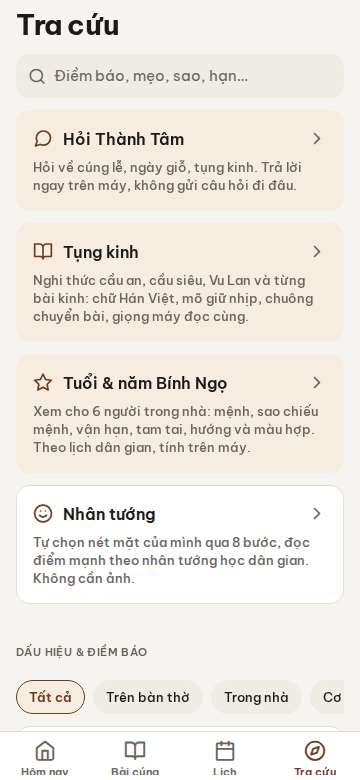 Tra cứu
Điềm báo, mẹo, sao, hạn...
Hỏi Thành Tâm
Hỏi về cúng lễ, ngày giỗ, tụng kinh. Trả lời
ngay trên máy, không gửi câu hỏi đi đâu.
Tụng kinh
Nghi thức cầu an, cầu siêu, Vu Lan và từng
bài kinh: chữ Hán Việt, mõ giữ nhịp, chuông
chuyển bài, giọng máy đọc cùng.
Tuổi & năm Bính Ngọ
Xem cho 6 người trong nhà: mệnh, sao chiếu
mệnh, vận hạn, tam tai, hướng và màu hợp.
Theo lịch dân gian, tính trên máy.
Nhân tướng
Tự chọn nét mặt của mình qua 8 bước, đọc
điểm mạnh theo nhân tướng học dân gian.
Không cần ảnh.
DẤU HIỆU & ĐIỀM BÁO
Tất cả Trên bàn thờ Trong nhà Cơ
Hôm nay Bài cúng Lịch Tra cứu